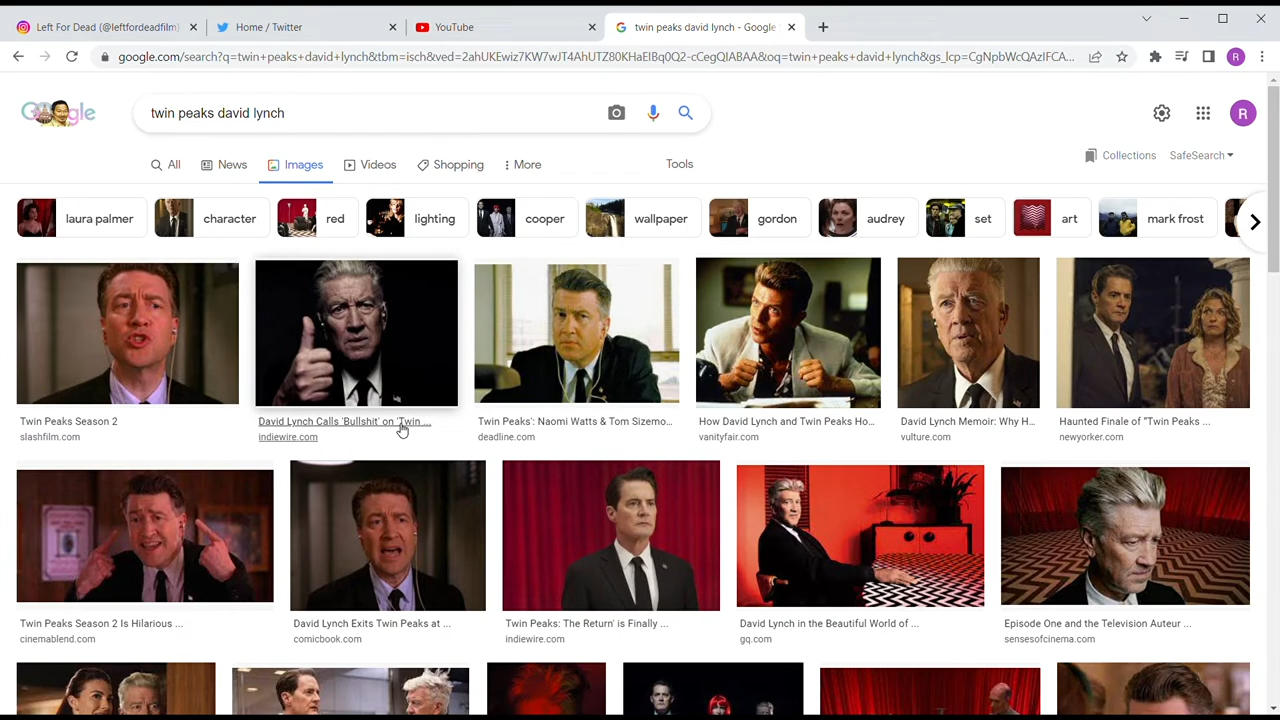 Left For Dead (@leftfordeadfilm)
Home / Twitter
YouTube
twin peaks david lynch - Google
google.com/search?q=twin+peaks+david+lynch&tbm=isch&ved=2ahUKEwiz7KW7wJT4AhUTZ80KHaEIBq0Q2-cCegQIABAA&oq=twin+peaks+david+lynch&gs_lcp=CgNpbWcQAzIFCA...
R
twin peaks david lynch
R
All
News
Images
Videos
Shopping
More
Tools
Collections
SafeSearch
laura palmer
character
red
lighting
cooper
wallpaper
gordon
audrey
set
art
mark frost
Twin Peaks Season 2
slashfilm.com
David Lynch Calls 'Bullshit' on 'Twin ...
indiewire.com
Twin Peaks': Naomi Watts & Tom Sizemo...
deadline.com
How David Lynch and Twin Peaks Ho...
vanityfair.com
David Lynch Memoir: Why H...
vulture.com
Haunted Finale of "Twin Peaks ...
newyorker.com
Twin Peaks Season 2 Is Hilarious ...
cinemablend.com
David Lynch Exits Twin Peaks at ...
comicbook.com
Twin Peaks: The Return' is Finally ...
indiewire.com
David Lynch in the Beautiful World of ...
gq.com
Episode One and the Television Auteur ...
sensesofcinema.com